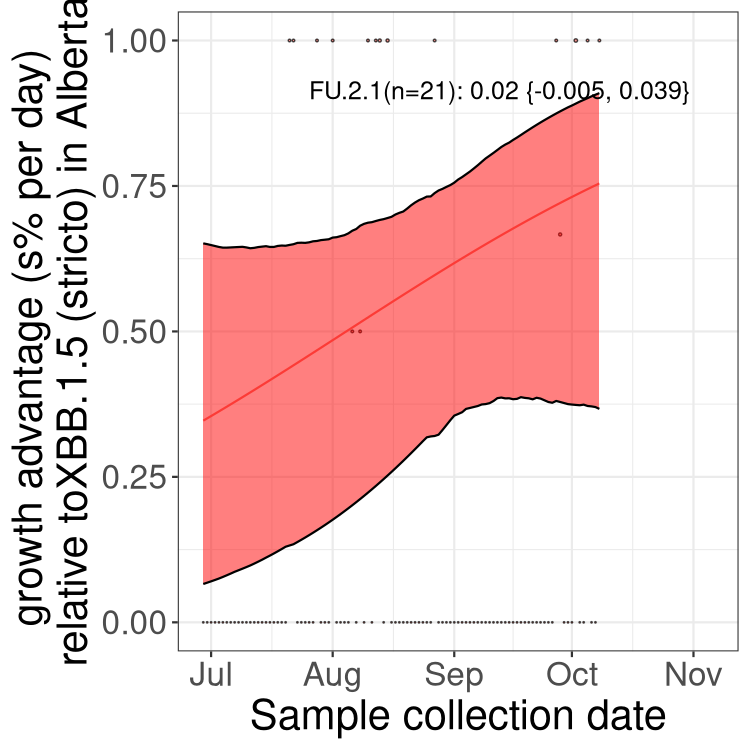 growth advantage (s% per day)
relative toXBB.1.5 (stricto) in Alberta
1.00
0.75
0.50
0.25
0.00
FU.2.1(n=21): 0.02 {-0.005, 0.039}
Jul Aug Sep Oct Nov
Sample collection date